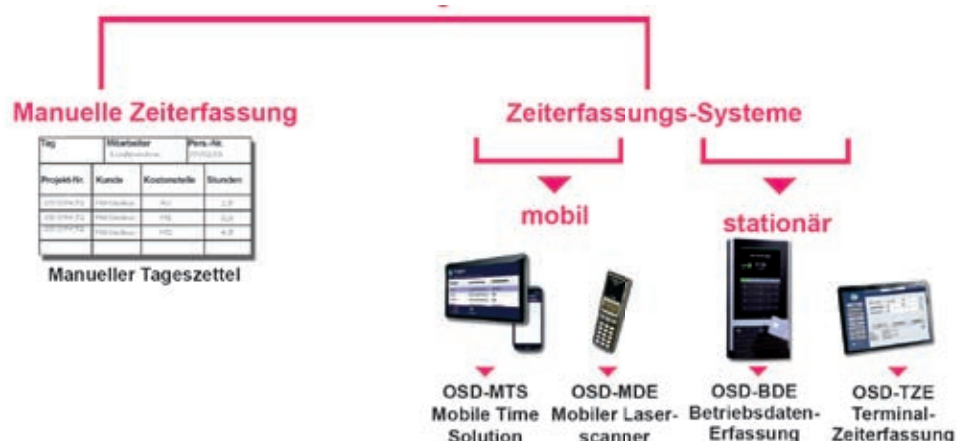 Manuelle Zeiterfassung
Zeiterfassungs-Systeme
Tag Mitarbeiter Pers.-Nr.
Projekt-Nr. Kunde Kostenstelle Stunden
Manueller Tageszettel
mobil
stationär
OSD-MTS
Mobile Time
Solution
OSD-MDE
Mobiler Laser-
scanner
OSD-BDE
Betriebsdaten-
Erfassung
OSD-TZE
Terminal-
Zeiterfassung